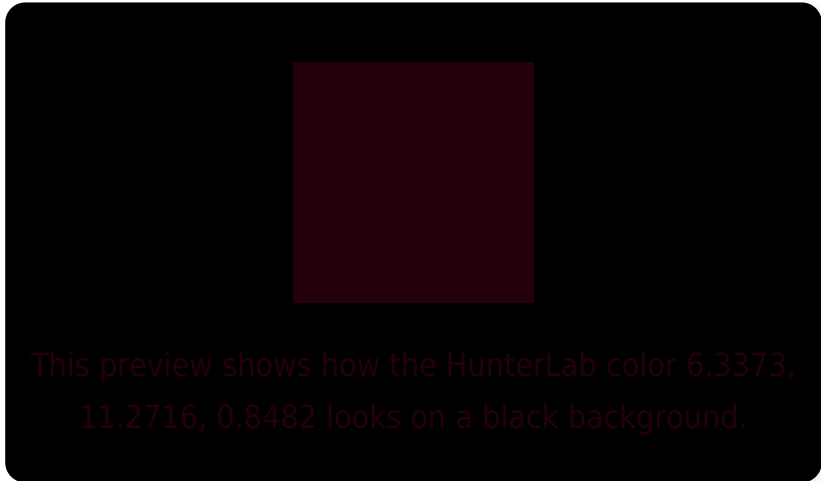 This preview shows how the HunterLab color 6.3373,
11.2716, 0.8482 looks on a black background.